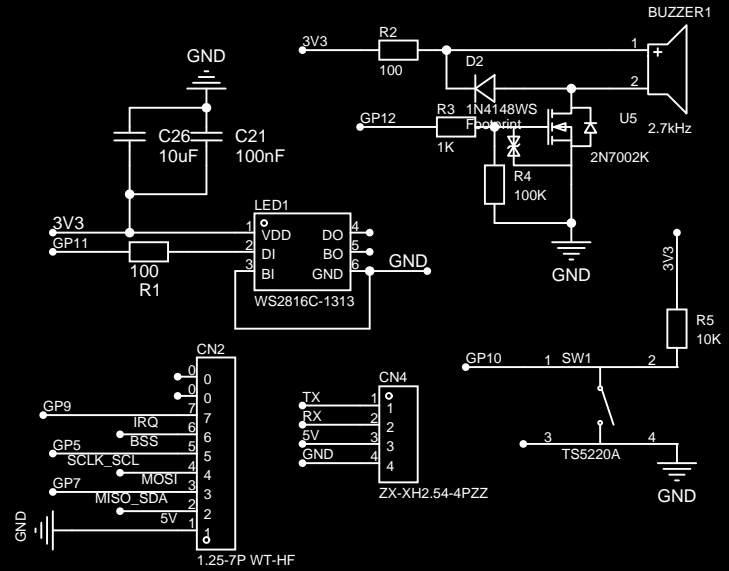 BUZZER1
3V3
R2
100
1
2
D2
1N4148WS
Footprint
GP12
R3
1K
R4
100K
U5
2N7002K
2.7kHz
GND
GND
C26
10uF
C21
100nF
3V3
GP11
100
R1
LED1
1
2
3
VDD
DI
BI
DO
BO
GND
4
5
6
GND
WS2816C-1313
3V3
R5
10K
GP10
1
SW1
2
3
4
TS5220A
GND
CN2
0
0
0
0
GP9
7
7
IRQ
6
6
BSS
GP5
5
5
SCLK_SCL
4
4
MOSI
GP7
3
3
MISO_SDA
2
2
5V
1
1
GND
1.25-7P WT-HF
CN4
TX
1
1
RX
2
2
5V
3
3
GND
4
4
ZX-XH2.54-4PZZ